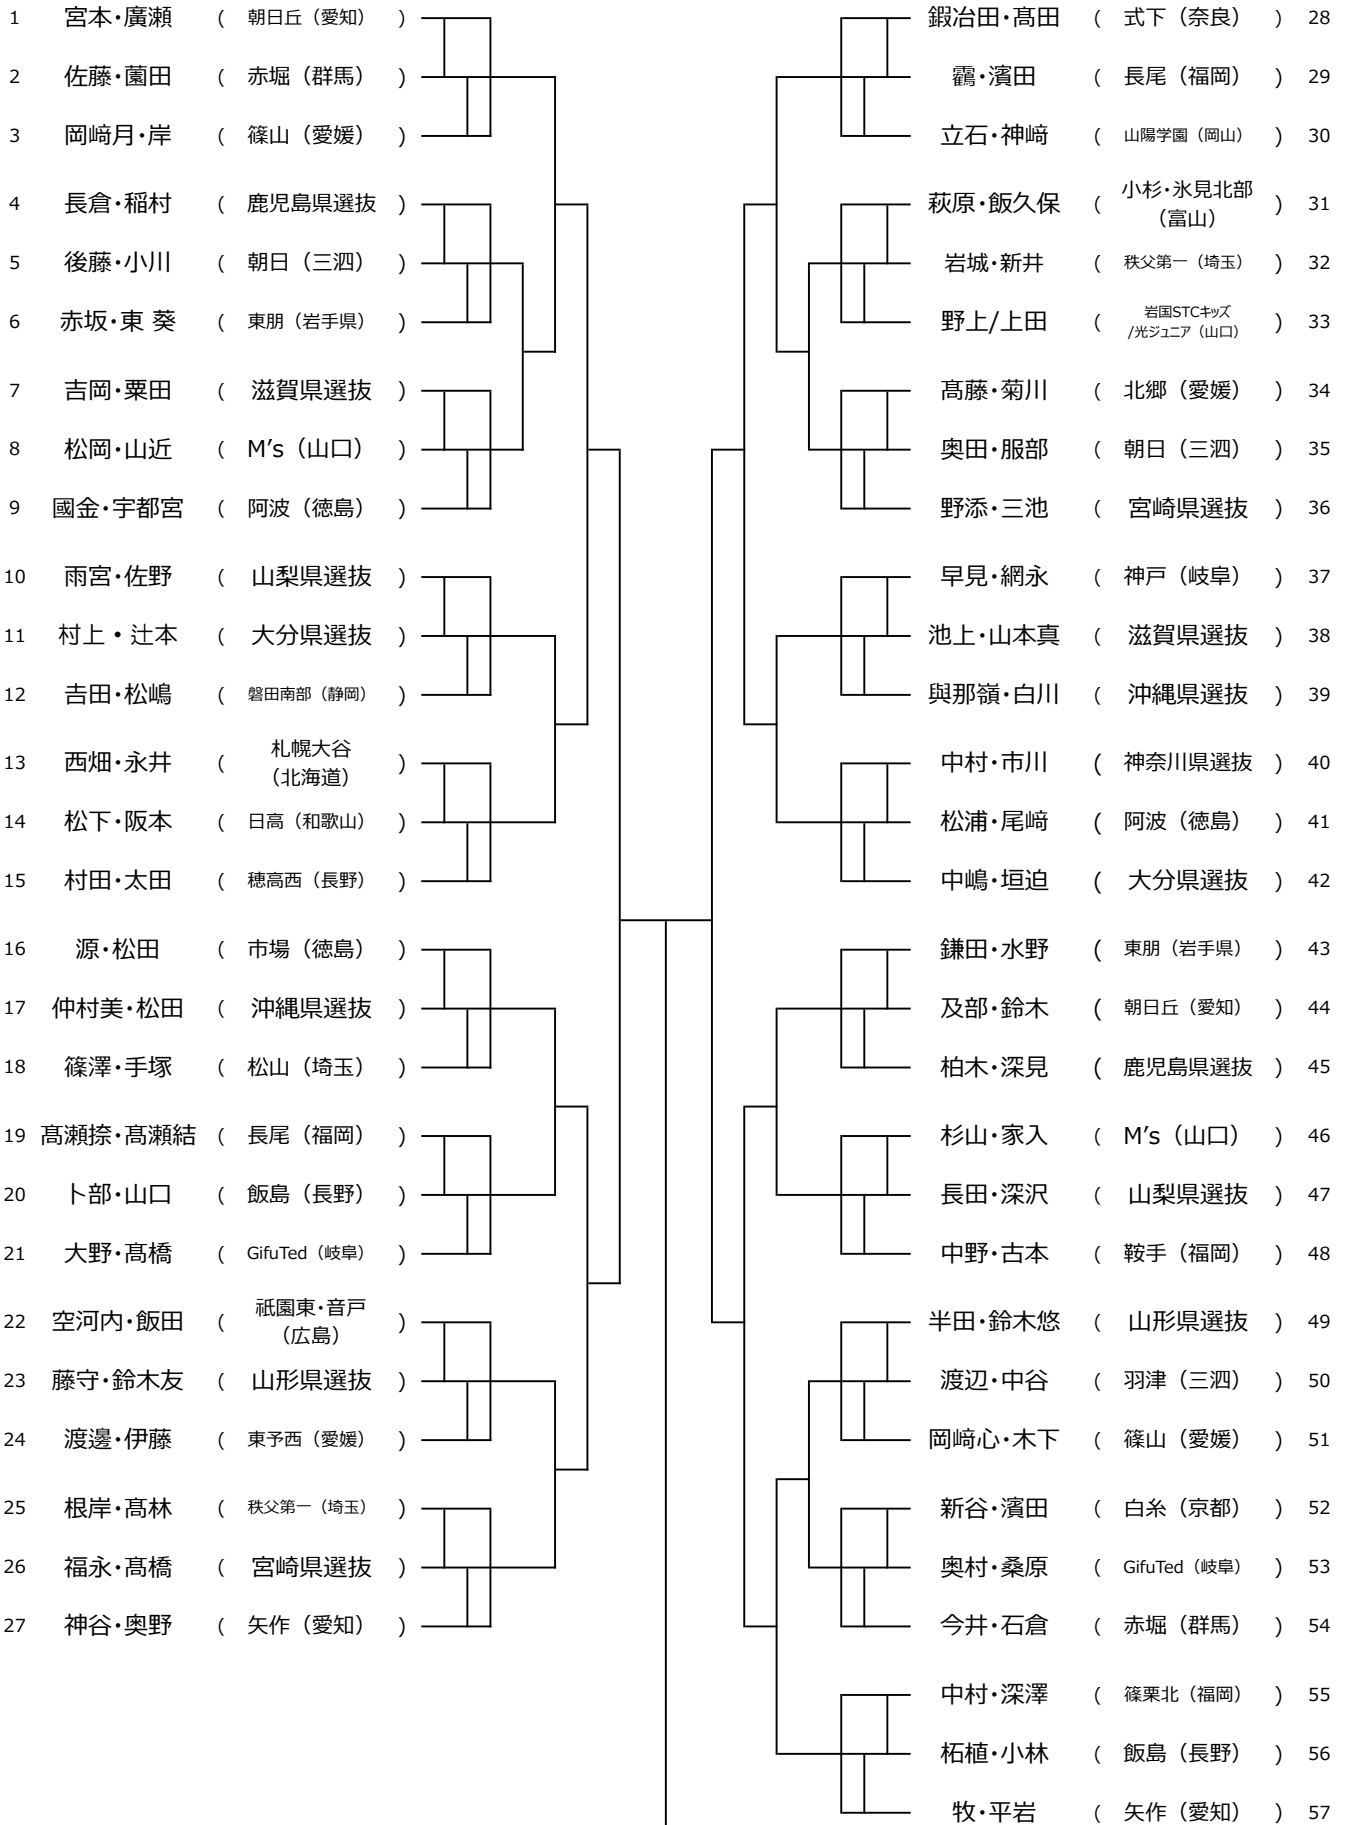 1 宮本・廣瀬 ( 朝日丘（愛知） )
2 佐藤・薗田 ( 赤堀（群馬） )
3 岡﨑月・岸 ( 篠山（愛媛） )
4 長倉・稲村 ( 鹿児島県選抜 )
5 後藤・小川 ( 朝日（三泗） )
6 赤坂・東 葵 ( 東朋（岩手県） )
7 吉岡・粟田 ( 滋賀県選抜 )
8 松岡・山近 ( M’s（山口） )
9 國金・宇都宮 ( 阿波（徳島） )
10 雨宮・佐野 ( 山梨県選抜 )
11 村上・辻本 ( 大分県選抜 )
12 吉田・松嶋 ( 磐田南部（静岡） )
13 西畑・永井 ( 札幌大谷
（北海道） )
14 松下・阪本 ( 日高（和歌山） )
15 村田・太田 ( 穂高西（長野） )
16 源・松田 ( 市場（徳島） )
17 仲村美・松田 ( 沖縄県選抜 )
18 篠澤・手塚 ( 松山（埼玉） )
19 髙瀬捺・髙瀬結 ( 長尾（福岡） )
20 卜部・山口 ( 飯島（長野） )
21 大野・髙橋 ( GifuTed（岐阜） )
22 空河内・飯田 ( 祇園東・音戸
（広島） )
23 藤守・鈴木友 ( 山形県選抜 )
24 渡邊・伊藤 ( 東予西（愛媛） )
25 根岸・髙林 ( 秩父第一（埼玉） )
26 福永・髙橋 ( 宮崎県選抜 )
27 神谷・奥野 ( 矢作（愛知） )
鍜冶田・髙田 ( 式下（奈良） ) 28
靏・濱田 ( 長尾（福岡） ) 29
立石・神﨑 ( 山陽学園（岡山） ) 30
萩原・飯久保 ( 小杉・氷見北部
（富山） ) 31
岩城・新井 ( 秩父第一（埼玉） ) 32
野上/上田 ( 岩国STCキッズ
/光ジュニア（山口） ) 33
髙藤・菊川 ( 北郷（愛媛） ) 34
奥田・服部 ( 朝日（三泗） ) 35
野添・三池 ( 宮崎県選抜 ) 36
早見・網永 ( 神戸（岐阜） ) 37
池上・山本真 ( 滋賀県選抜 ) 38
與那嶺・白川 ( 沖縄県選抜 ) 39
中村・市川 ( 神奈川県選抜 ) 40
松浦・尾﨑 ( 阿波（徳島） ) 41
中嶋・垣迫 ( 大分県選抜 ) 42
鎌田・水野 ( 東朋（岩手県） ) 43
及部・鈴木 ( 朝日丘（愛知） ) 44
柏木・深見 ( 鹿児島県選抜 ) 45
杉山・家入 ( M’s（山口） ) 46
長田・深沢 ( 山梨県選抜 ) 47
中野・古本 ( 鞍手（福岡） ) 48
半田・鈴木悠 ( 山形県選抜 ) 49
渡辺・中谷 ( 羽津（三泗） ) 50
岡﨑心・木下 ( 篠山（愛媛） ) 51
新谷・濱田 ( 白糸（京都） ) 52
奥村・桑原 ( GifuTed（岐阜） ) 53
今井・石倉 ( 赤堀（群馬） ) 54
中村・深澤 ( 篠栗北（福岡） ) 55
柘植・小林 ( 飯島（長野） ) 56
牧・平岩 ( 矢作（愛知） ) 57